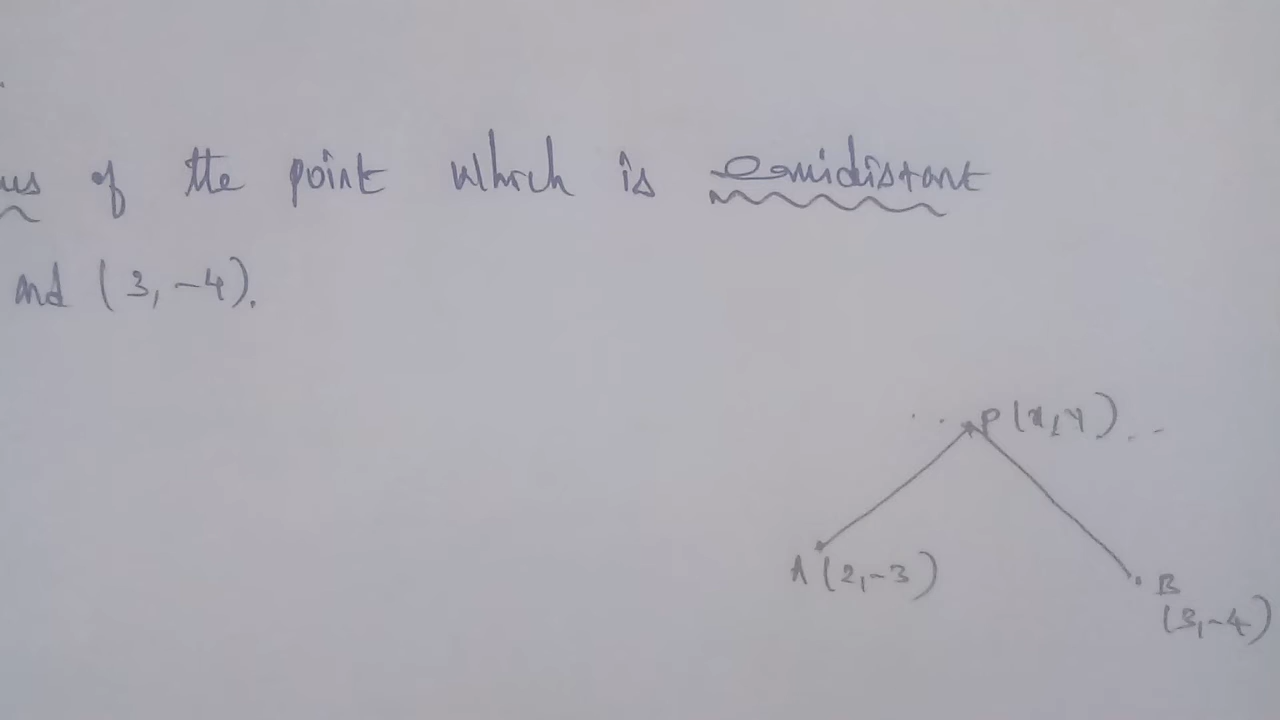 us of the point which is equidistant
and (3, -4).
P(x, y)
A (2, -3)
B
(3, -4)